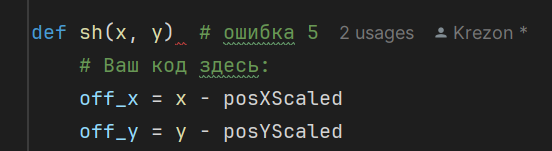 def sh(x, y)  # ошибка 5 2 usages Krezon *
# Ваш код здесь:
off_x = x - posXScaled
off_y = y - posYScaled